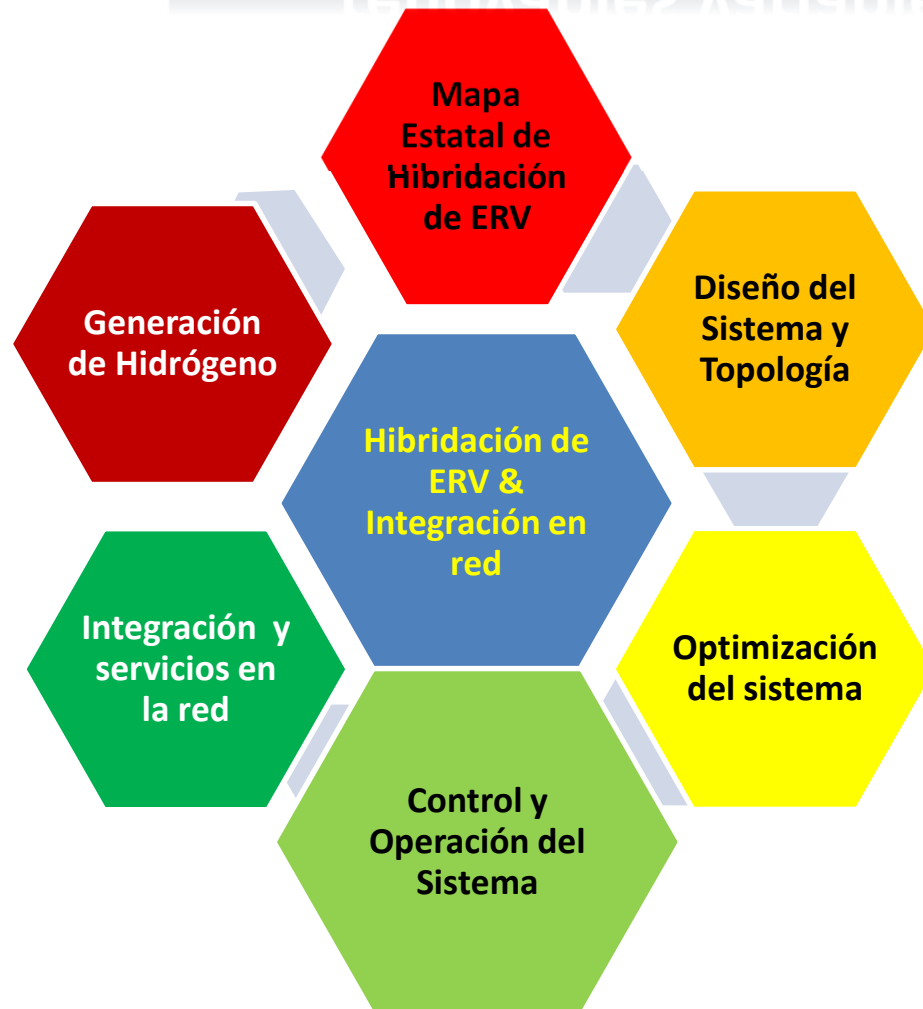 Mapa
Estatal de
Hibridación
de ERV
Generación
de Hidrógeno
Diseño del
Sistema y
Topología
Hibridación de
ERV &
Integración en
red
Integración y
servicios en
la red
Optimización
del sistema
Control y
Operación del
Sistema